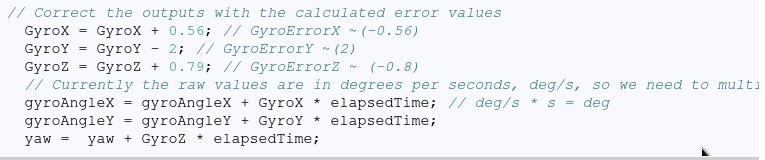 // Correct the outputs with the calculated error values
GyroX = GyroX + 0.56; // GyroErrorX ~(-0.56)
GyroY = GyroY - 2; // GyroErrorY ~(2)
GyroZ = GyroZ + 0.79; // GyroErrorZ ~ (-0.8)
// Currently the raw values are in degrees per seconds, deg/s, so we need to multi
gyroAngleX = gyroAngleX + GyroX * elapsedTime; // deg/s * s = deg
gyroAngleY = gyroAngleY + GyroY * elapsedTime;
yaw =  yaw + GyroZ * elapsedTime;